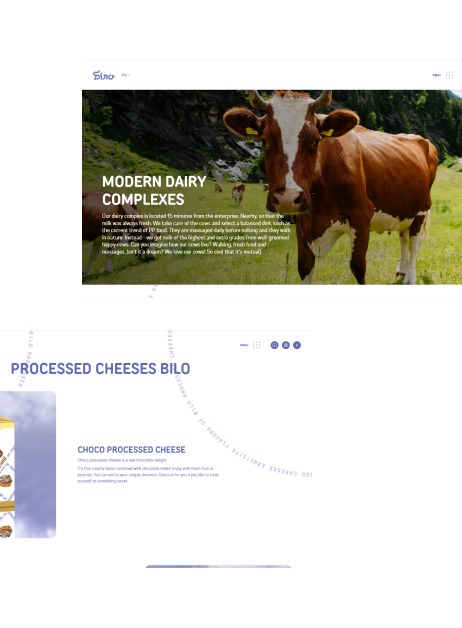 Біло
Eng
Menu
MODERN DAIRY
COMPLEXES
Our dairy complex is located 15 minutes from the enterprise. Nearby, so that the
milk was always fresh. We take care of the cows and select a balanced diet, such as
the current trend of PP food. They are massaged daily before milking and they walk
in nature. Instead - we get milk of the highest and extra grades from well-groomed
happy cows. Can you imagine how our cows live? Walking, fresh food and
massages. Isn't it a dream? We love our cows! So cool that it's mutual)
Menu
PROCESSED CHEESES BILO
CHOCO PROCESSED CHEESE
Choco processed cheese is a real chocolate delight.
Try this creamy taste combined with chocolate notes! Enjoy with fresh fruit or
pastries. You can add to your unique desserts. Choco is for you if you like to treat
yourself to something sweet.
CHEESES
OF BILO
EXQUISITE FLAVORS